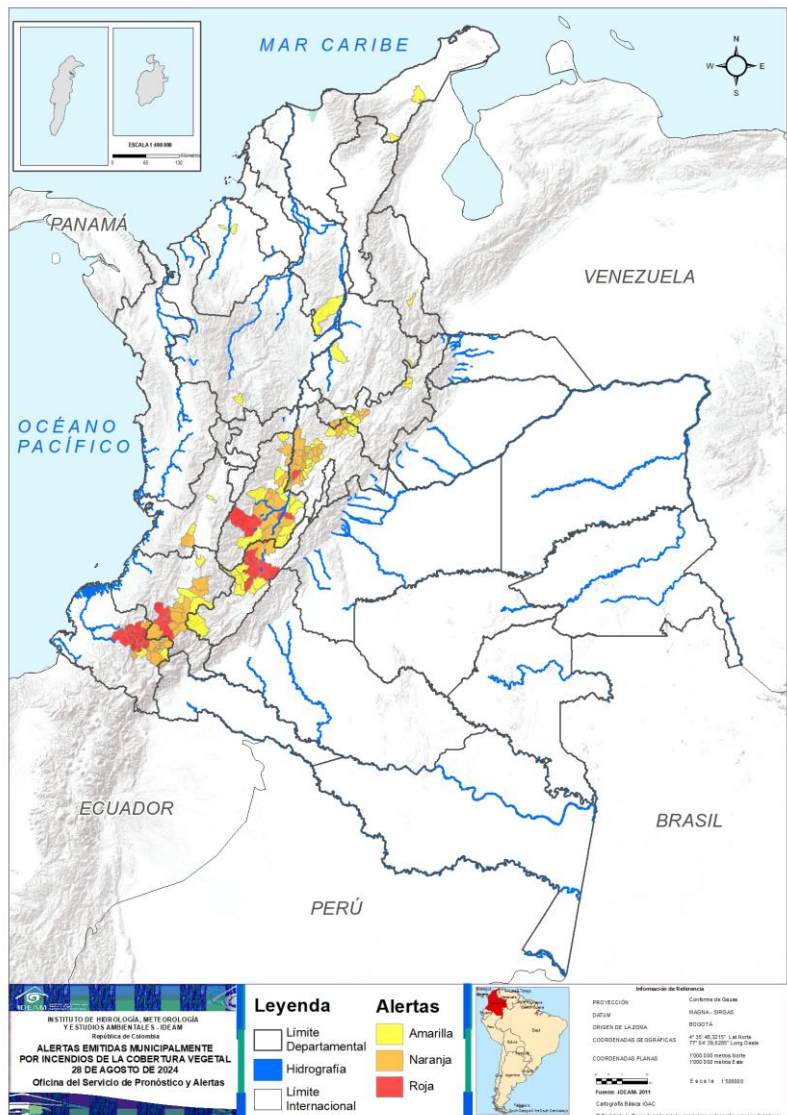 MAR CARIBE
N
W
E
S
ESCALA 1:400.000
PANAMÁ
VENEZUELA
OCÉANO
PACÍFICO
ECUADOR
BRASIL
PERÚ
IDEAM
INSTITUTO DE HIDROLOGÍA, METEOROLOGÍA
Y ESTUDIOS AMBIENTALES - IDEAM
República de Colombia
ALERTAS EMITIDAS MUNICIPALMENTE
POR INCENDIOS DE LA COBERTURA VEGETAL
28 DE AGOSTO DE 2024
Oficina del Servicio de Pronóstico y Alertas
Leyenda
Límite
Departamental
Hidrografía
Límite
Internacional
Alertas
Amarilla
Naranja
Roja
Información de Referencia
PROYECCIÓN Conforme de Gauss
DATUM MAGNA - SIRGAS
ORIGEN DE LA ZONA BOGOTÁ
COORDENADAS GEOGRÁFICAS
COORDENADAS PLANAS 1'000.000 metros Norte
1'000.000 metros Este
Escala
Fuente: IDEAM- 2011
Cartografía Básica IGAC